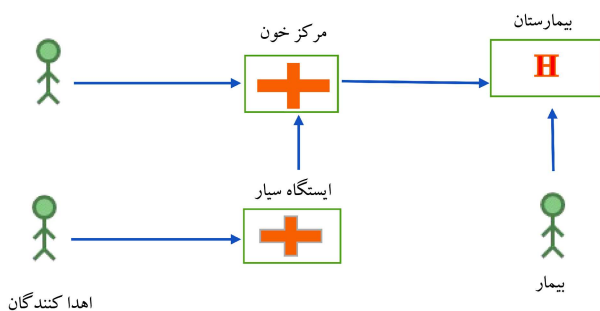 بیمارستان
مرکز خون
H
ایستگاه سیار
بیمار
اهدا کنندگان